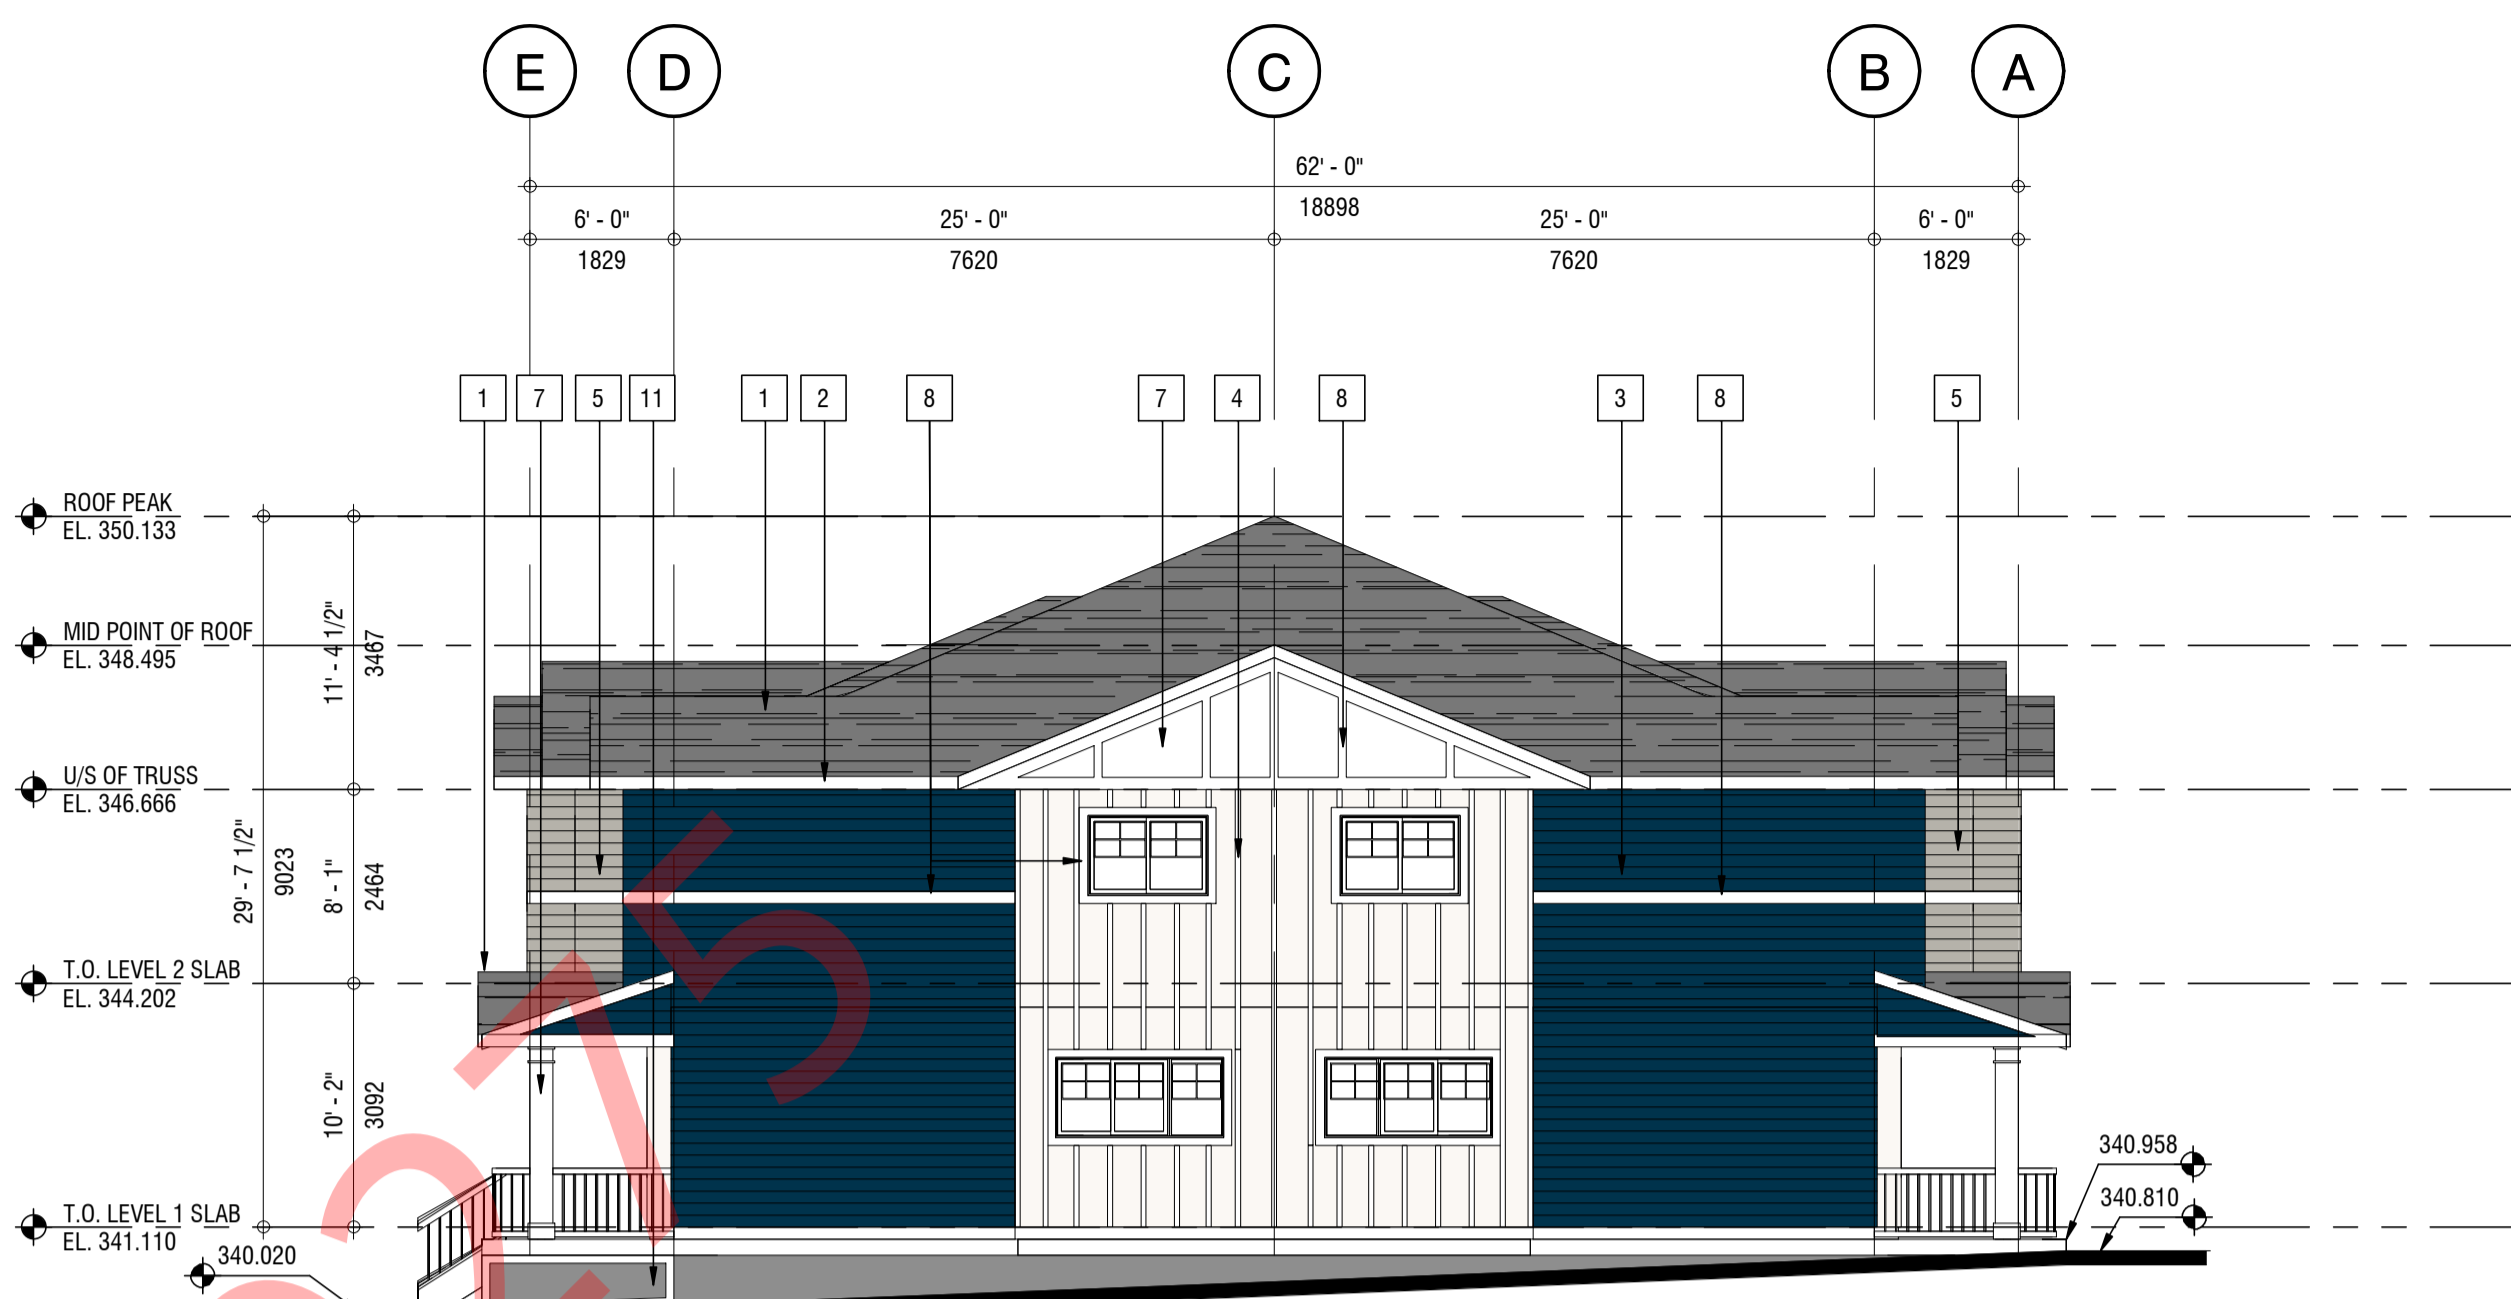 E D C B A
62' - 0"
18898
6' - 0" 25' - 0" 25' - 0" 6' - 0"
1829 7620 7620 1829
1 7 5 11 1 2 8 7 4 8 3 8 5
ROOF PEAK
EL. 350.133
MID POINT OF ROOF
EL. 348.495
11' - 4 1/2"
3467
U/S OF TRUSS
EL. 346.666
29' - 7 1/2"
9023
8' - 1"
2464
T.O. LEVEL 2 SLAB
EL. 344.202
10' - 2"
3092
340.958
340.810
T.O. LEVEL 1 SLAB
EL. 341.110
340.020